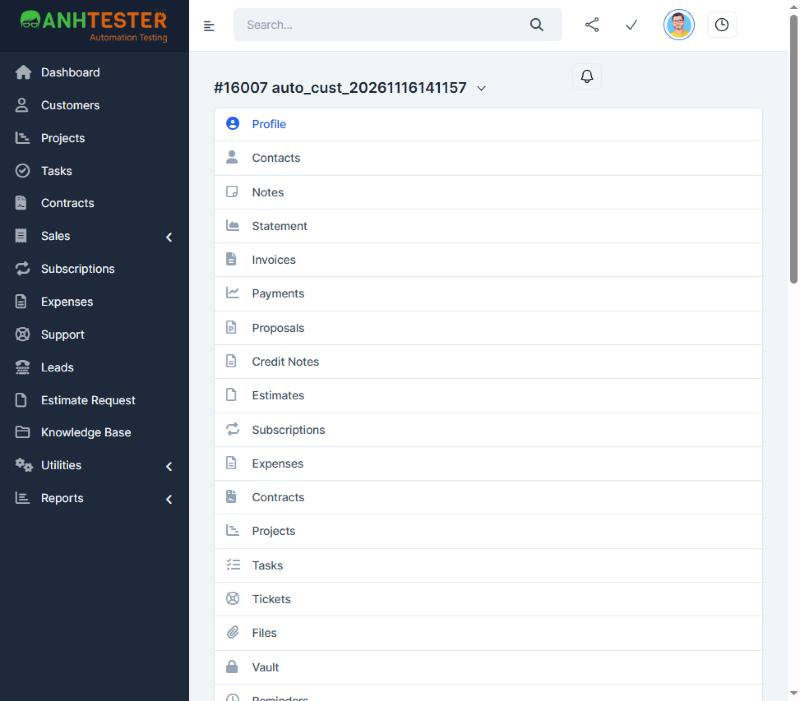 ANHTESTER
Automation Testing
Search...
Dashboard
Customers
Projects
Tasks
Contracts
Sales
Subscriptions
Expenses
Support
Leads
Estimate Request
Knowledge Base
Utilities
Reports
#16007 auto_cust_20261116141157
Profile
Contacts
Notes
Statement
Invoices
Payments
Proposals
Credit Notes
Estimates
Subscriptions
Expenses
Contracts
Projects
Tasks
Tickets
Files
Vault
Reminders